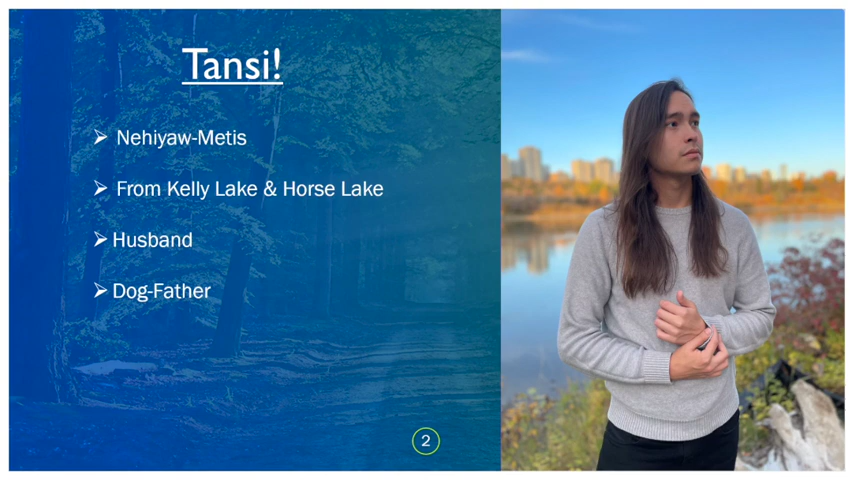 Tansi!
➢ Nehiyaw-Metis
➢ From Kelly Lake & Horse Lake
➢ Husband
➢ Dog-Father
2